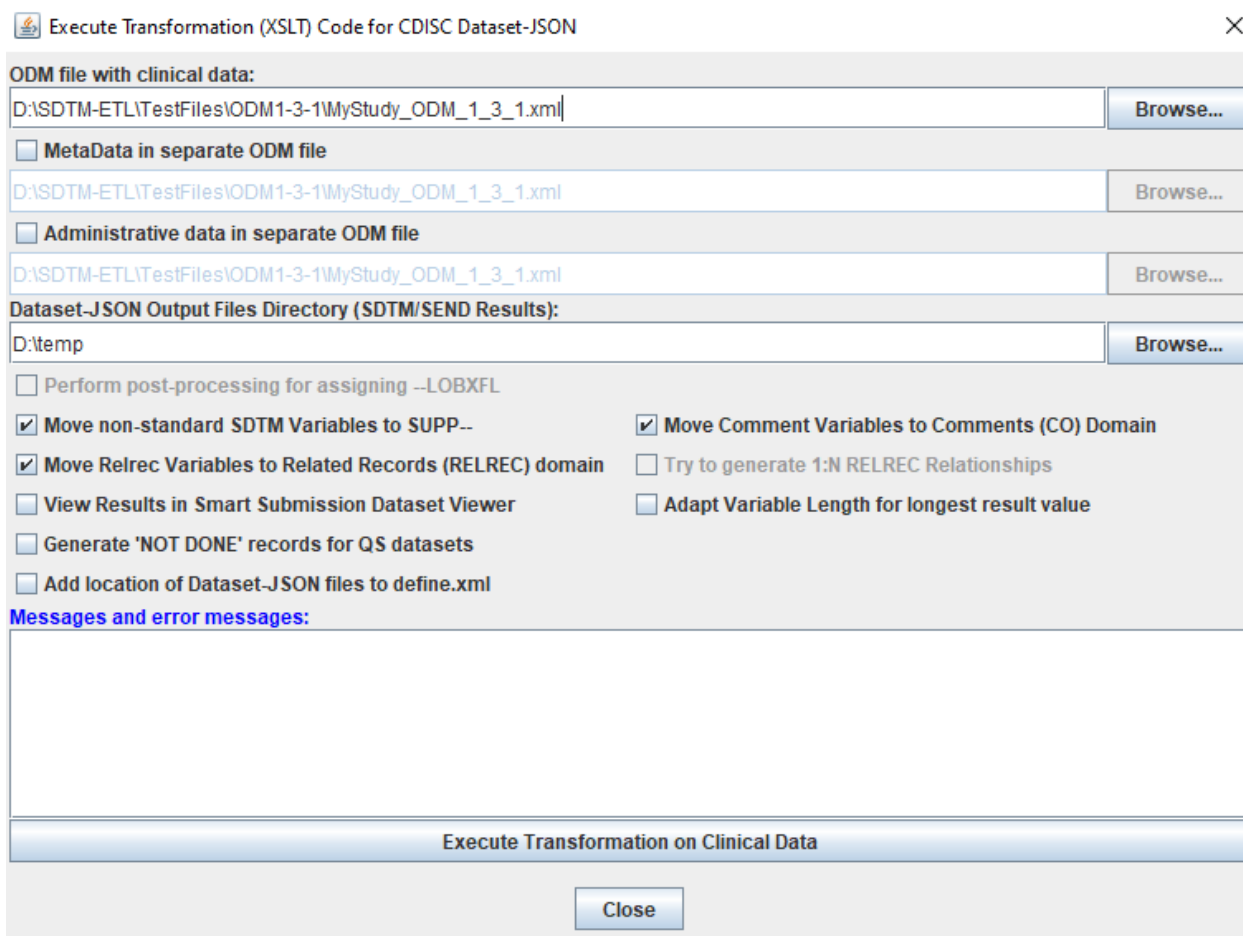 Execute Transformation (XSLT) Code for CDISC Dataset-JSON
ODM file with clinical data:
D:\SDTM-ETL\TestFiles\ODM1-3-1\MyStudy_ODM_1_3_1.xml Browse...
MetaData in separate ODM file
D:\SDTM-ETL\TestFiles\ODM1-3-1\MyStudy_ODM_1_3_1.xml Browse...
Administrative data in separate ODM file
D:\SDTM-ETL\TestFiles\ODM1-3-1\MyStudy_ODM_1_3_1.xml Browse...
Dataset-JSON Output Files Directory (SDTM/SEND Results):
D:\temp Browse...
Perform post-processing for assigning --LOBXFL
Move non-standard SDTM Variables to SUPP-- Move Comment Variables to Comments (CO) Domain
Move Relrec Variables to Related Records (RELREC) domain Try to generate 1:N RELREC Relationships
View Results in Smart Submission Dataset Viewer Adapt Variable Length for longest result value
Generate 'NOT DONE' records for QS datasets
Add location of Dataset-JSON files to define.xml
Messages and error messages:
Execute Transformation on Clinical Data
Close